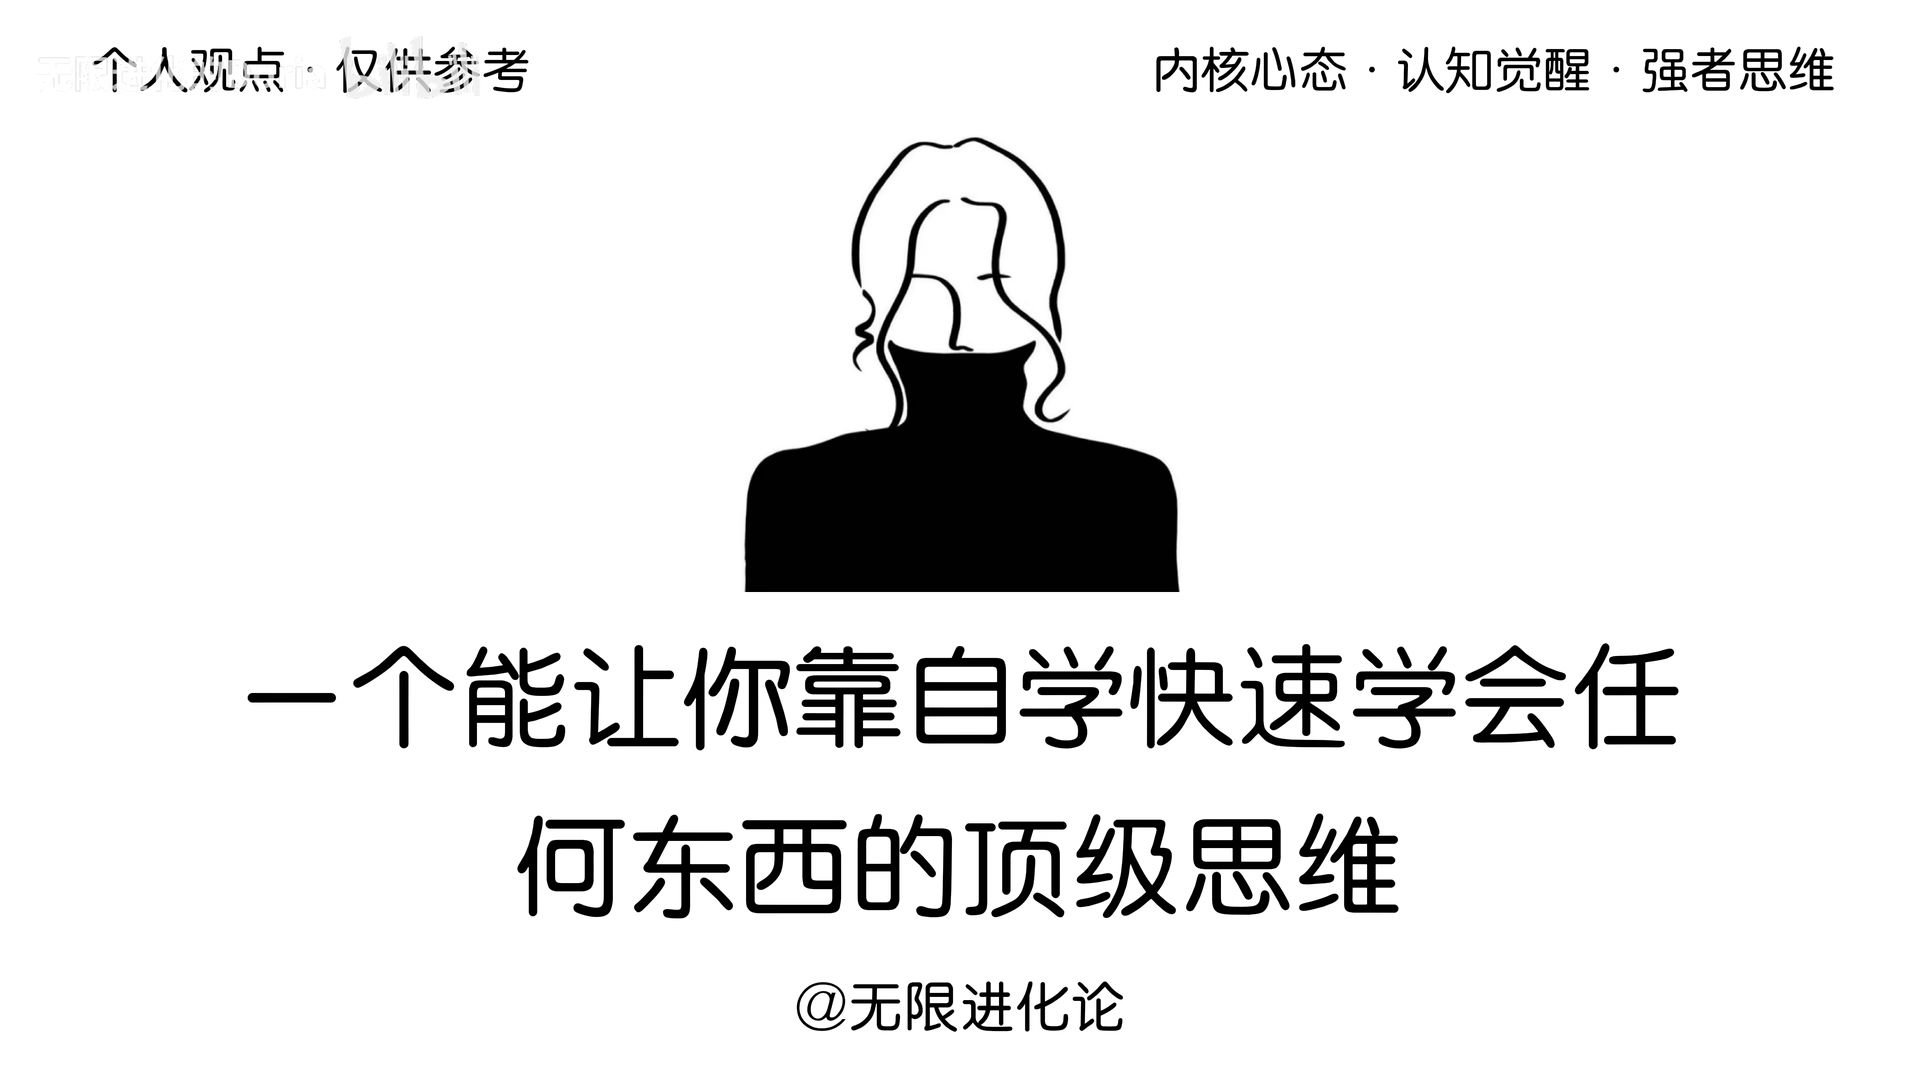 个人观点 · 仅供参考
内核心态 · 认知觉醒 · 强者思维
一个能让你靠自学快速学会任
何东西的顶级思维
@无限进化论